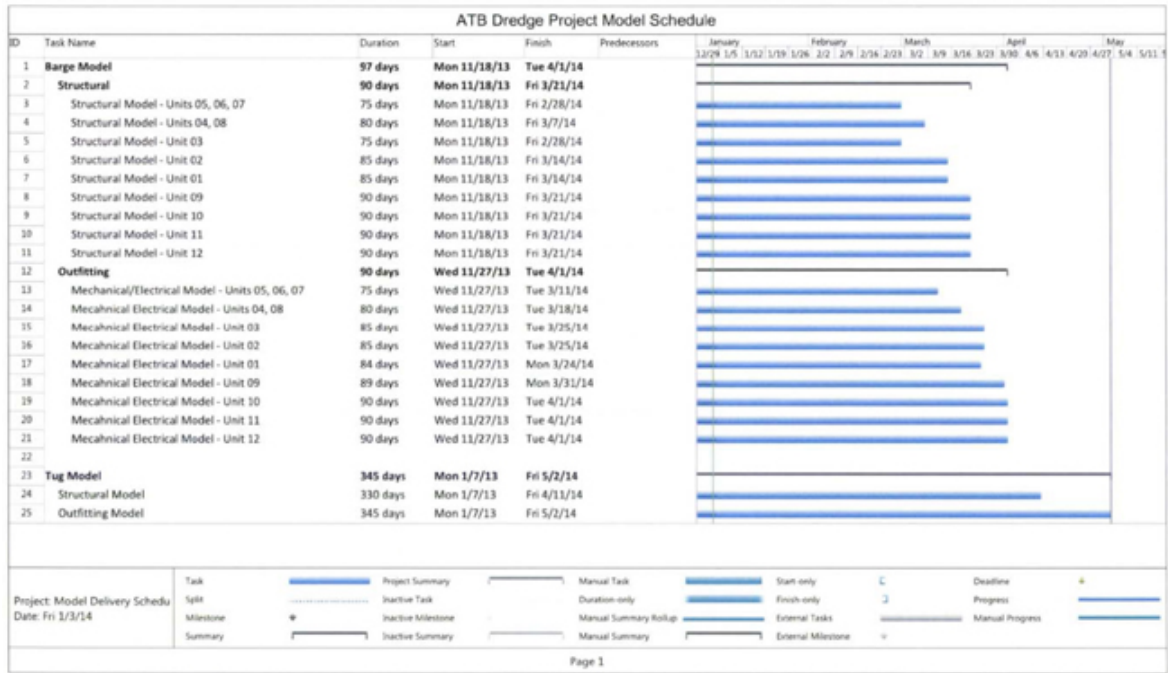 ATB Dredge Project Model Schedule
ID Task Name Duration Start Finish Predecessors January February March April May
12/29 1/5 1/12 1/19 1/26 2/2 2/9 2/16 2/23 3/2 3/9 3/16 3/23 3/30 4/6 4/13 4/20 4/27 5/4 5/11
1 Barge Model 97 days Mon 11/18/13 Tue 4/1/14
2 Structural 90 days Mon 11/18/13 Fri 3/21/14
3 Structural Model - Units 05, 06, 07 75 days Mon 11/18/13 Fri 2/28/14
4 Structural Model - Units 04, 08 80 days Mon 11/18/13 Fri 3/7/14
5 Structural Model - Unit 03 75 days Mon 11/18/13 Fri 2/28/14
6 Structural Model - Unit 02 85 days Mon 11/18/13 Fri 3/14/14
7 Structural Model - Unit 01 85 days Mon 11/18/13 Fri 3/14/14
8 Structural Model - Unit 09 90 days Mon 11/18/13 Fri 3/21/14
9 Structural Model - Unit 10 90 days Mon 11/18/13 Fri 3/21/14
10 Structural Model - Unit 11 90 days Mon 11/18/13 Fri 3/21/14
11 Structural Model - Unit 12 90 days Mon 11/18/13 Fri 3/21/14
12 Outfitting 90 days Wed 11/27/13 Tue 4/1/14
13 Mechanical/Electrical Model - Units 05, 06, 07 75 days Wed 11/27/13 Tue 3/11/14
14 Mecahnical Electrical Model - Units 04, 08 80 days Wed 11/27/13 Tue 3/18/14
15 Mecahnical Electrical Model - Unit 03 85 days Wed 11/27/13 Tue 3/25/14
16 Mecahnical Electrical Model - Unit 02 85 days Wed 11/27/13 Tue 3/25/14
17 Mecahnical Electrical Model - Unit 01 84 days Wed 11/27/13 Mon 3/24/14
18 Mecahnical Electrical Model - Unit 09 89 days Wed 11/27/13 Mon 3/31/14
19 Mecahnical Electrical Model - Unit 10 90 days Wed 11/27/13 Tue 4/1/14
20 Mecahnical Electrical Model - Unit 11 90 days Wed 11/27/13 Tue 4/1/14
21 Mecahnical Electrical Model - Unit 12 90 days Wed 11/27/13 Tue 4/1/14
22
23 Tug Model 345 days Mon 1/7/13 Fri 5/2/14
24 Structural Model 330 days Mon 1/7/13 Fri 4/11/14
25 Outfitting Model 345 days Mon 1/7/13 Fri 5/2/14
Project: Model Delivery Schedu
Date: Fri 1/3/14
Task Project Summary Manual Task Start-only Deadline
Split Inactive Task Duration-only Finish-only Progress
Milestone Inactive Milestone Manual Summary Rollup External Tasks Manual Progress
Summary Inactive Summary Manual Summary External Milestone
Page 1